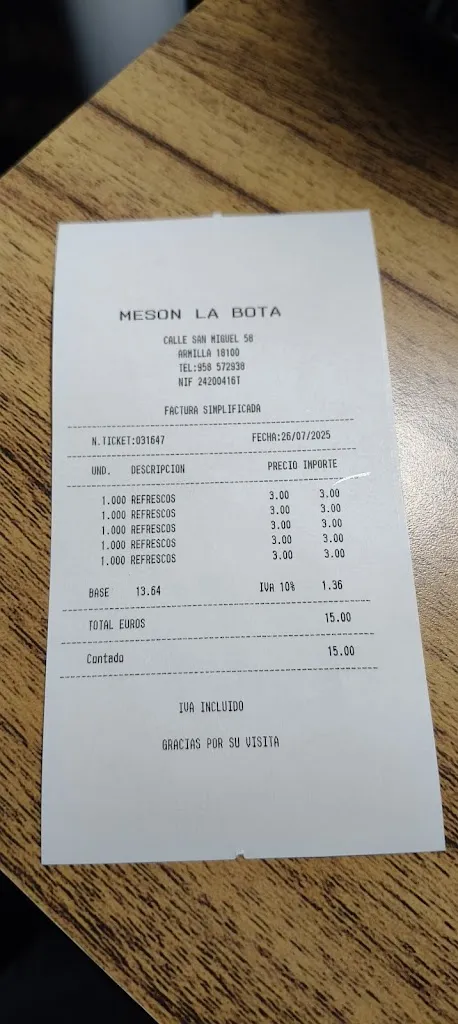 MESON LA BOTA
CALLE SAN MIGUEL 58
ARMILLA 18100
TEL:958 572938
NIF 24200416T
FACTURA SIMPLIFICADA
N.TICKET:031647 FECHA:26/07/2025
UND. DESCRIPCION PRECIO IMPORTE
1.000 REFRESCOS 3.00 3.00
1.000 REFRESCOS 3.00 3.00
1.000 REFRESCOS 3.00 3.00
1.000 REFRESCOS 3.00 3.00
1.000 REFRESCOS 3.00 3.00
BASE 13.64 IVA 10% 1.36
TOTAL EUROS 15.00
Contado 15.00
IVA INCLUIDO
GRACIAS POR SU VISITA